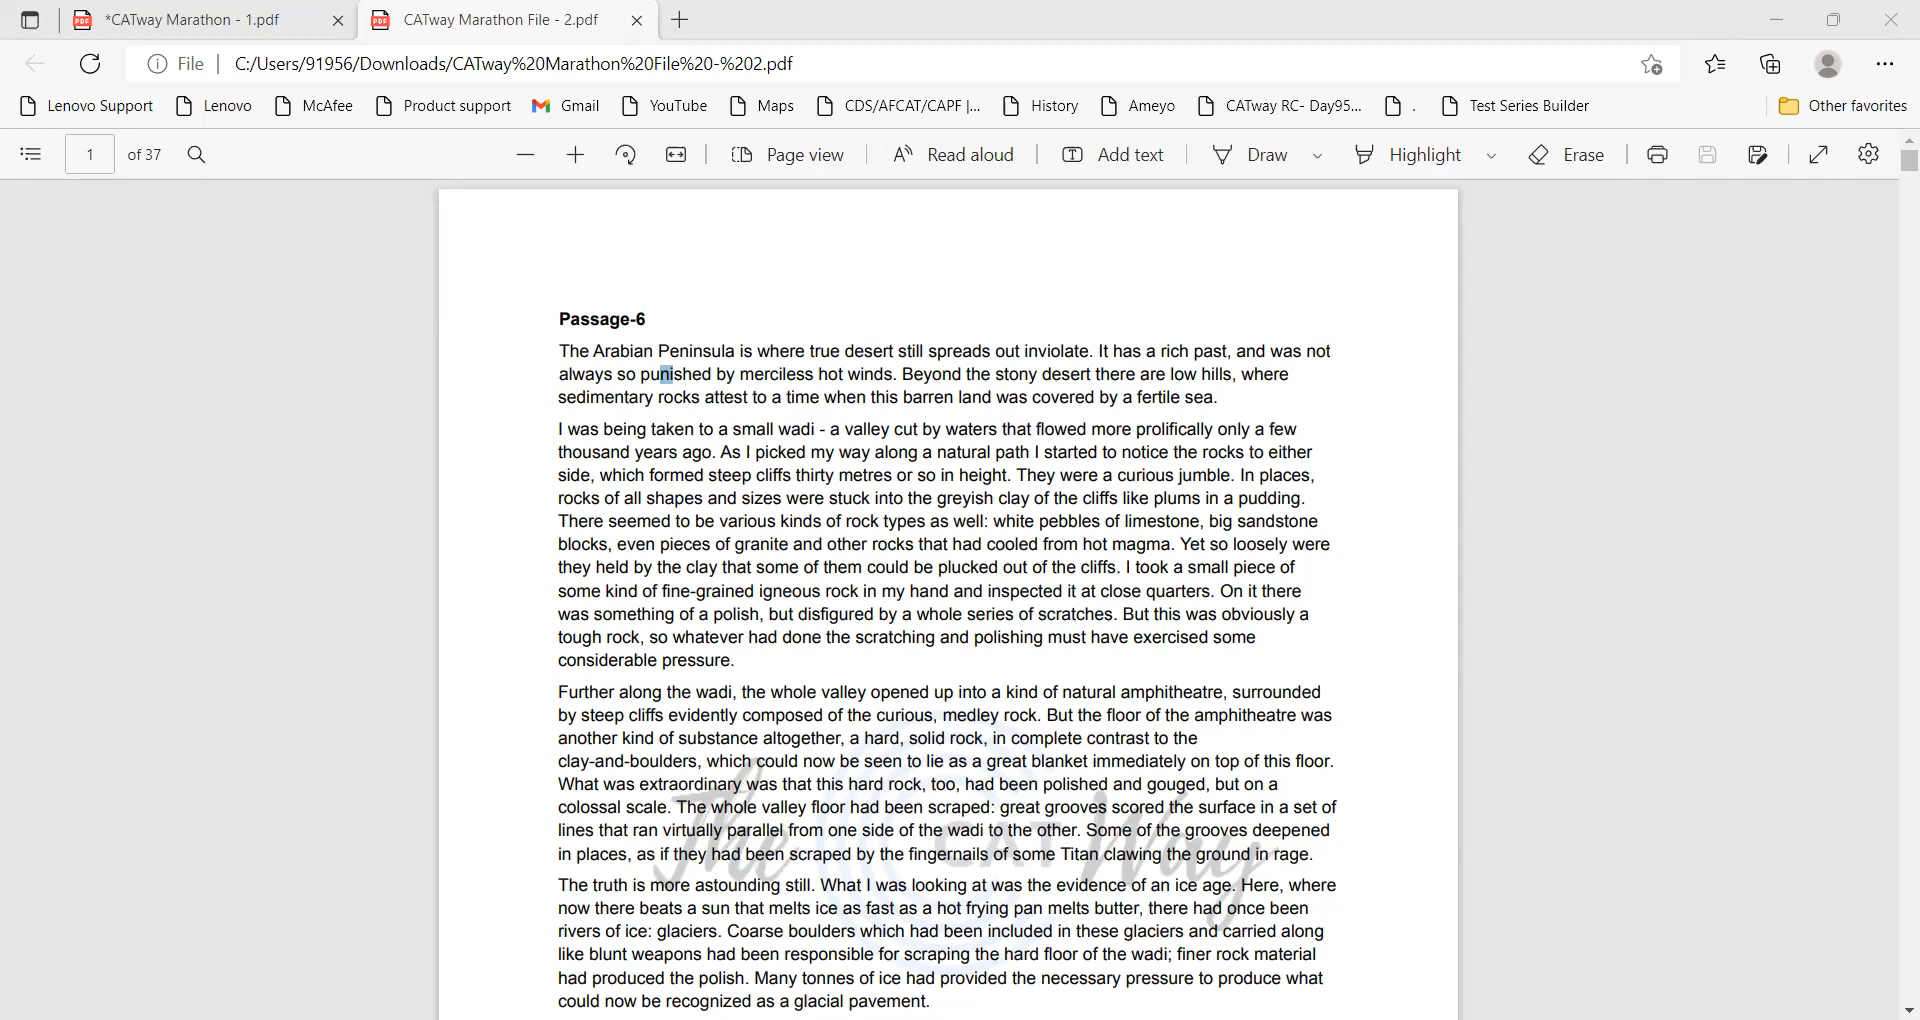 *CATway Marathon - 1.pdf
CATway Marathon File - 2.pdf
File
C:/Users/91956/Downloads/CATway%20Marathon%20File%20-%202.pdf
Lenovo Support
Lenovo
McAfee
Product support
Gmail
YouTube
Maps
CDS/AFCAT/CAPF |...
History
Ameyo
CATway RC- Day95...
.
Test Series Builder
Other favorites
1
of 37
Page view
Read aloud
Add text
Draw
Highlight
Erase
Passage-6
The Arabian Peninsula is where true desert still spreads out inviolate. It has a rich past, and was not
always so punished by merciless hot winds. Beyond the stony desert there are low hills, where
sedimentary rocks attest to a time when this barren land was covered by a fertile sea.
I was being taken to a small wadi - a valley cut by waters that flowed more prolifically only a few
thousand years ago. As I picked my way along a natural path I started to notice the rocks to either
side, which formed steep cliffs thirty metres or so in height. They were a curious jumble. In places,
rocks of all shapes and sizes were stuck into the greyish clay of the cliffs like plums in a pudding.
There seemed to be various kinds of rock types as well: white pebbles of limestone, big sandstone
blocks, even pieces of granite and other rocks that had cooled from hot magma. Yet so loosely were
they held by the clay that some of them could be plucked out of the cliffs. I took a small piece of
some kind of fine-grained igneous rock in my hand and inspected it at close quarters. On it there
was something of a polish, but disfigured by a whole series of scratches. But this was obviously a
tough rock, so whatever had done the scratching and polishing must have exercised some
considerable pressure.
Further along the wadi, the whole valley opened up into a kind of natural amphitheatre, surrounded
by steep cliffs evidently composed of the curious, medley rock. But the floor of the amphitheatre was
another kind of substance altogether, a hard, solid rock, in complete contrast to the
clay-and-boulders, which could now be seen to lie as a great blanket immediately on top of this floor.
What was extraordinary was that this hard rock, too, had been polished and gouged, but on a
colossal scale. The whole valley floor had been scraped: great grooves scored the surface in a set of
lines that ran virtually parallel from one side of the wadi to the other. Some of the grooves deepened
in places, as if they had been scraped by the fingernails of some Titan clawing the ground in rage.
The CAT Way
The truth is more astounding still. What I was looking at was the evidence of an ice age. Here, where
now there beats a sun that melts ice as fast as a hot frying pan melts butter, there had once been
rivers of ice: glaciers. Coarse boulders which had been included in these glaciers and carried along
like blunt weapons had been responsible for scraping the hard floor of the wadi; finer rock material
had produced the polish. Many tonnes of ice had provided the necessary pressure to produce what
could now be recognized as a glacial pavement.